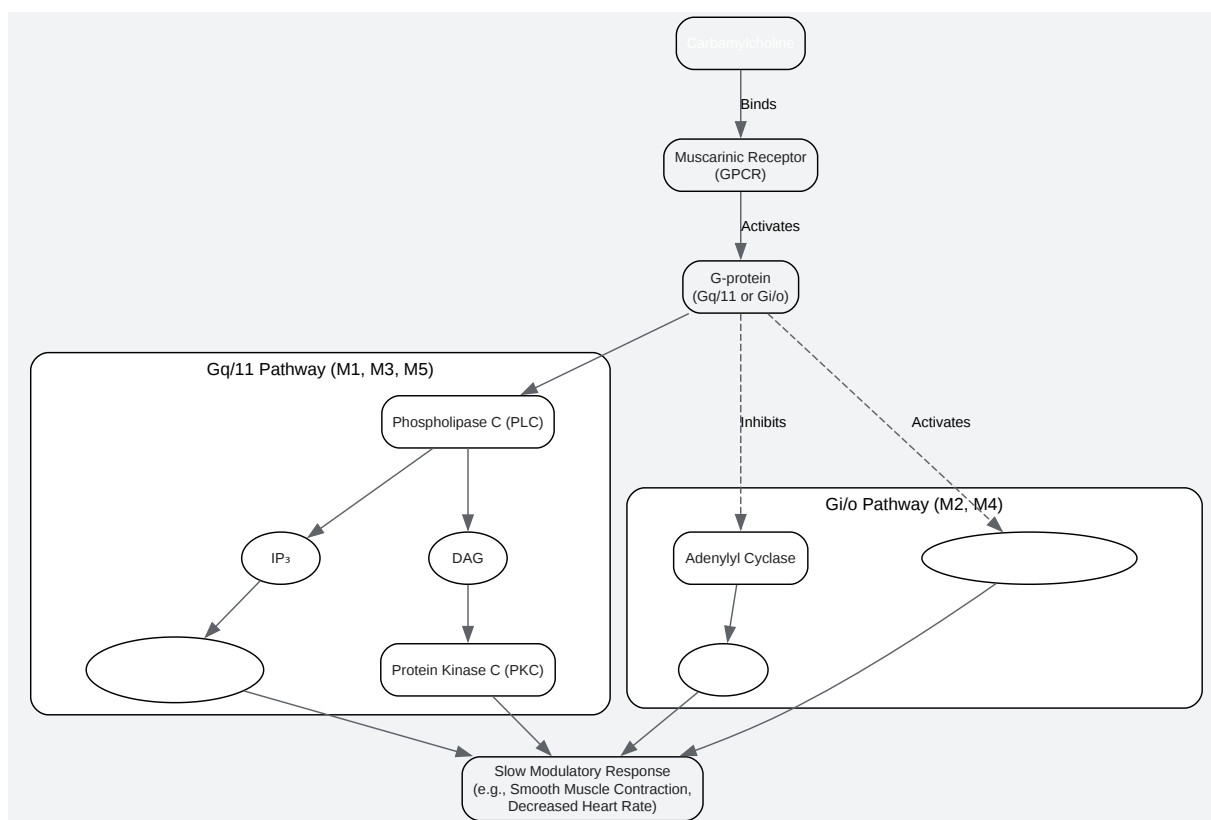 Carbamylcholine
Binds
Muscarinic Receptor
(GPCR)
Activates
G-protein
(Gq/11 or Gi/o)
Gq/11 Pathway (M1, M3, M5)
Phospholipase C (PLC)
Inhibits
Activates
Gi/o Pathway (M2, M4)
IP₃
DAG
Adenylyl Cyclase
Protein Kinase C (PKC)
Slow Modulatory Response
(e.g., Smooth Muscle Contraction,
Decreased Heart Rate)